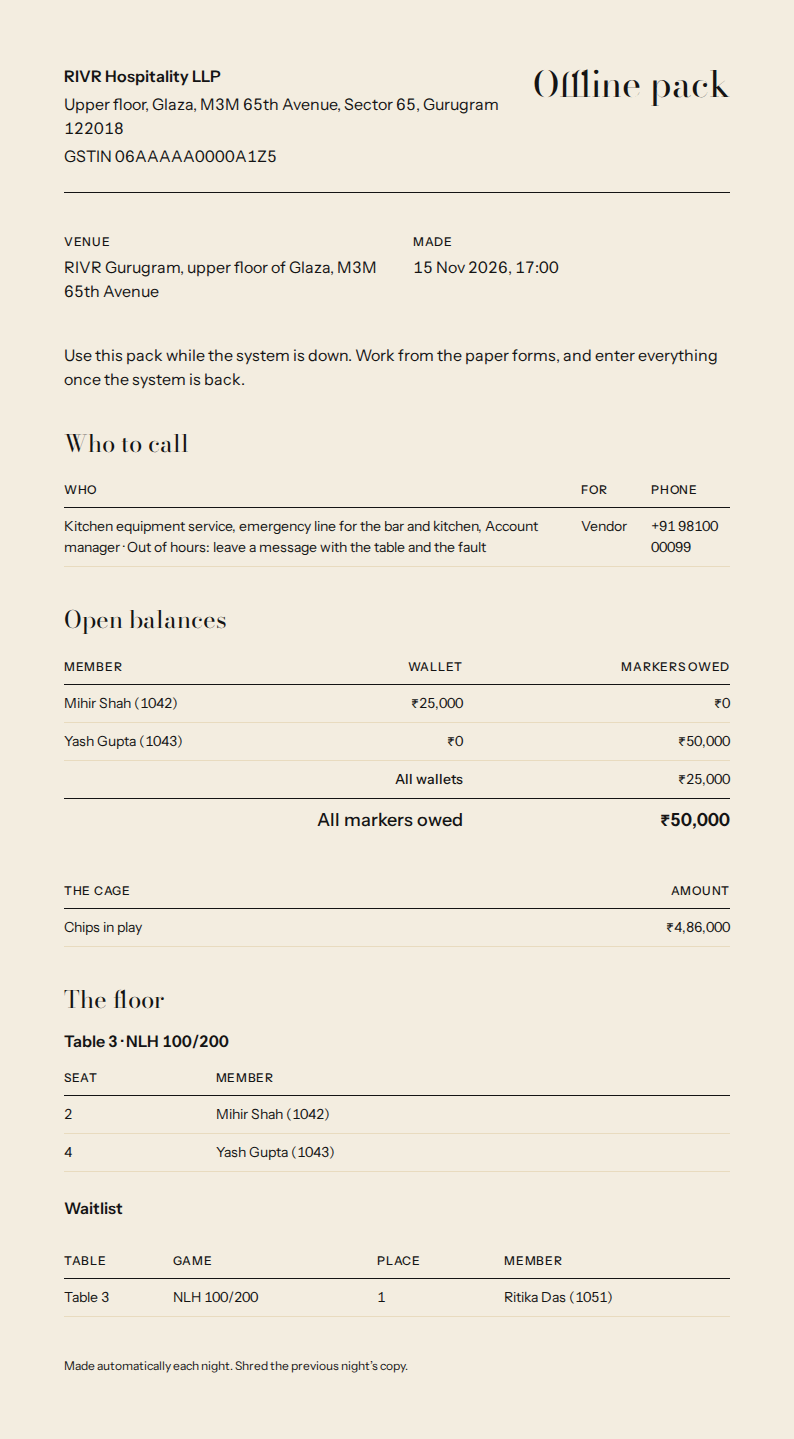 RIVR Hospitality LLP
Offline pack
Upper floor, Glaza, M3M 65th Avenue, Sector 65, Gurugram
122018
GSTIN 06AAAAA0000A1Z5
VENUE MADE
RIVR Gurugram, upper floor of Glaza, M3M 15 Nov 2026, 17:00
65th Avenue
Use this pack while the system is down. Work from the paper forms, and enter everything
once the system is back.
Who to call
WHO FOR PHONE
Kitchen equipment service, emergency line for the bar and kitchen, Account Vendor +91 98100
manager · Out of hours: leave a message with the table and the fault 00099
Open balances
MEMBER WALLET MARKERS OWED
Mihir Shah (1042) ₹25,000 ₹0
Yash Gupta (1043) ₹0 ₹50,000
All wallets ₹25,000
All markers owed ₹50,000
THE CAGE AMOUNT
Chips in play ₹4,86,000
The floor
Table 3 · NLH 100/200
SEAT MEMBER
2 Mihir Shah (1042)
4 Yash Gupta (1043)
Waitlist
TABLE GAME PLACE MEMBER
Table 3 NLH 100/200 1 Ritika Das (1051)
Made automatically each night. Shred the previous night’s copy.